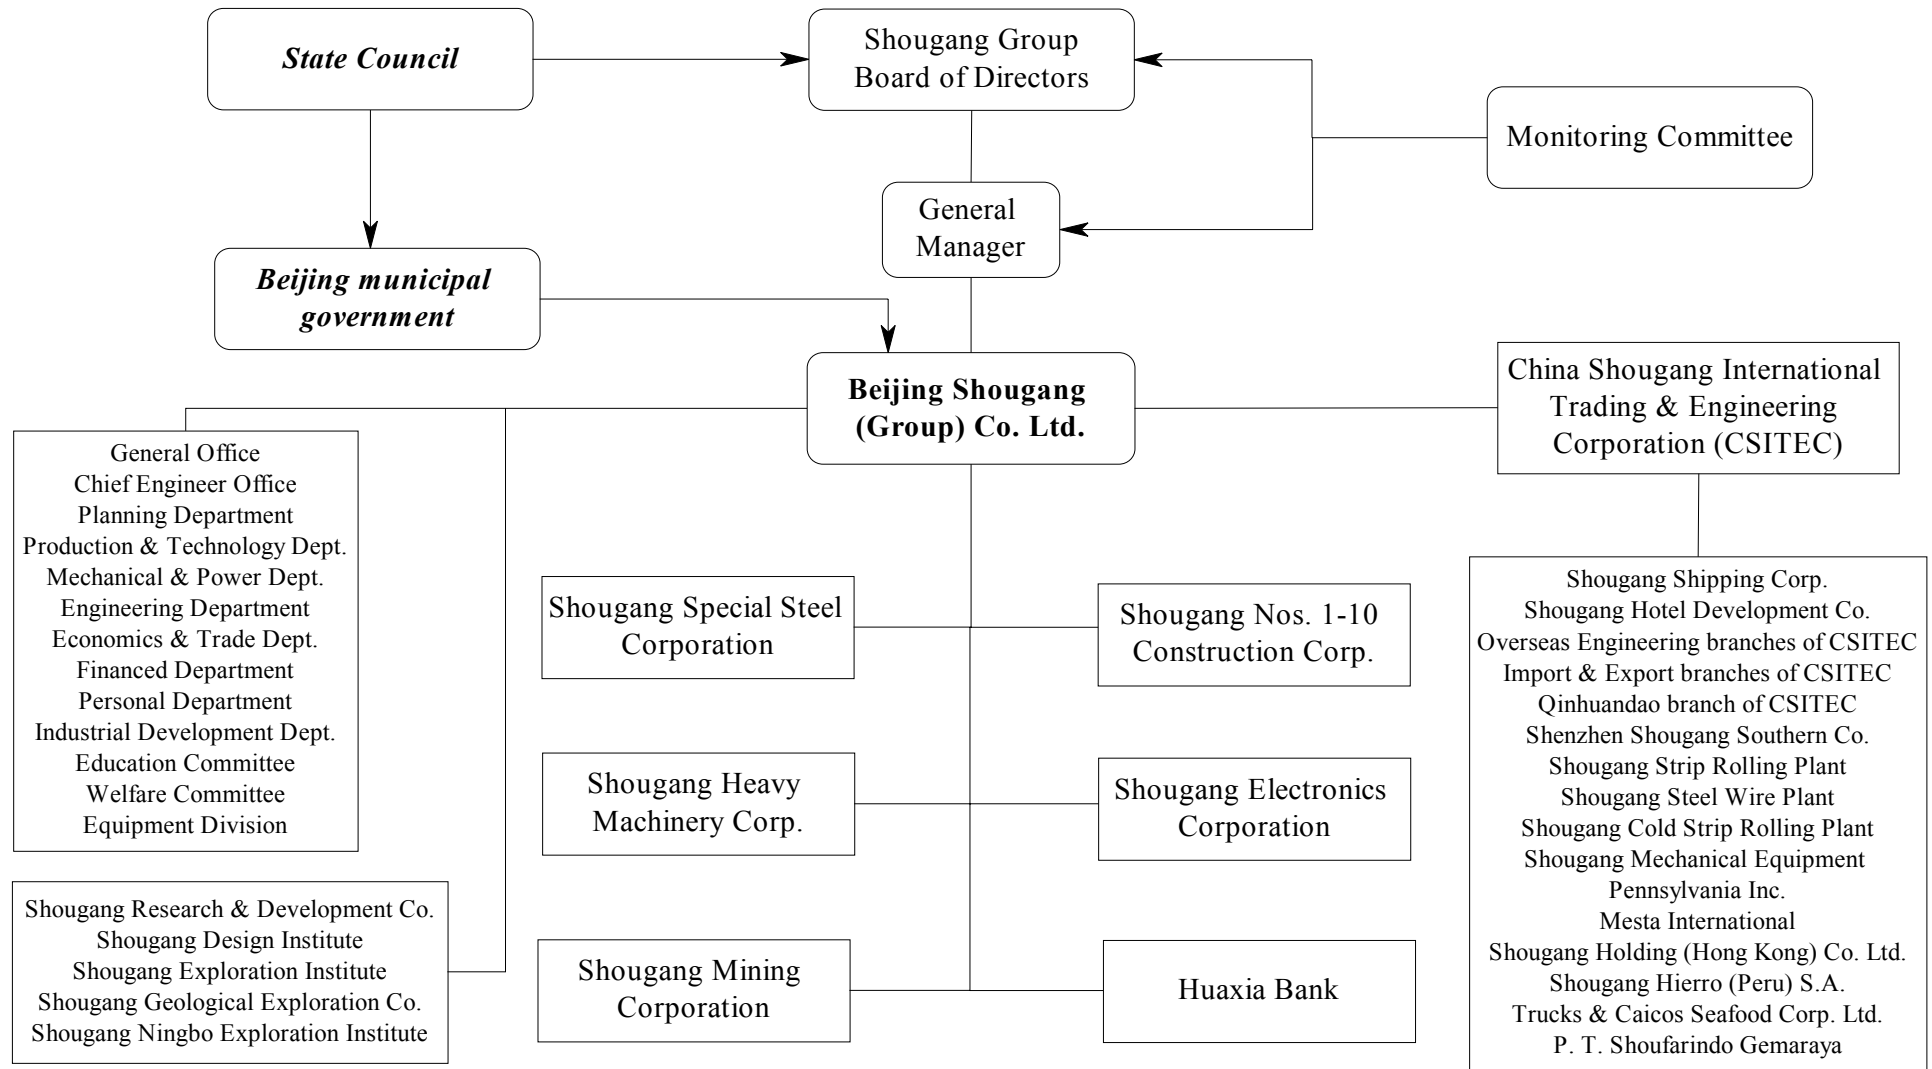 State Council
Shougang Group
Board of Directors
Monitoring Committee
General
Manager
Beijing municipal
government
Beijing Shougang
(Group) Co. Ltd.
China Shougang International
Trading & Engineering
Corporation (CSITEC)
General Office
Chief Engineer Office
Planning Department
Production & Technology Dept.
Mechanical & Power Dept.
Engineering Department
Economics & Trade Dept.
Financed Department
Personal Department
Industrial Development Dept.
Education Committee
Welfare Committee
Equipment Division
Shougang Research & Development Co.
Shougang Design Institute
Shougang Exploration Institute
Shougang Geological Exploration Co.
Shougang Ningbo Exploration Institute
Shougang Special Steel
Corporation
Shougang Nos. 1-10
Construction Corp.
Shougang Heavy
Machinery Corp.
Shougang Electronics
Corporation
Shougang Mining
Corporation
Huaxia Bank
Shougang Shipping Corp.
Shougang Hotel Development Co.
Overseas Engineering branches of CSITEC
Import & Export branches of CSITEC
Qinhuandao branch of CSITEC
Shenzhen Shougang Southern Co.
Shougang Strip Rolling Plant
Shougang Steel Wire Plant
Shougang Cold Strip Rolling Plant
Shougang Mechanical Equipment
Pennsylvania Inc.
Mesta International
Shougang Holding (Hong Kong) Co. Ltd.
Shougang Hierro (Peru) S.A.
Trucks & Caicos Seafood Corp. Ltd.
P. T. Shoufarindo Gemaraya